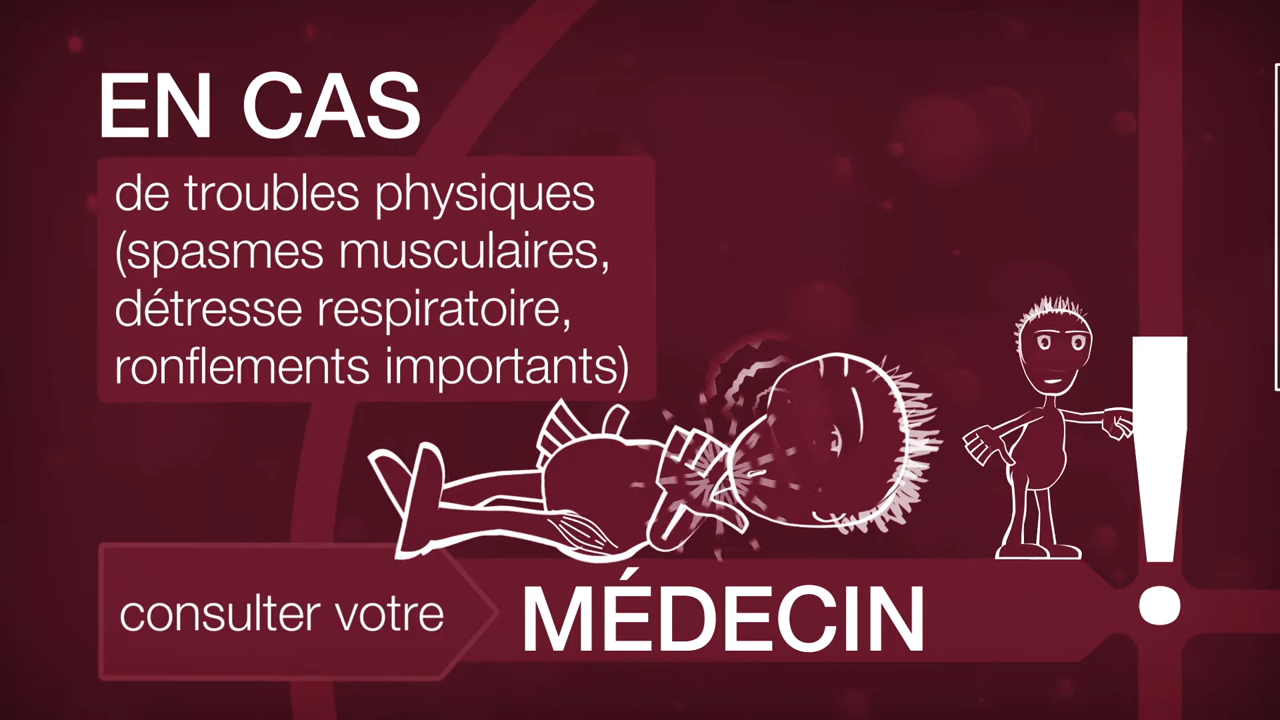 EN CAS
de troubles physiques
(spasmes musculaires,
détresse respiratoire,
ronflements importants)
consulter votre
MÉDECIN
!